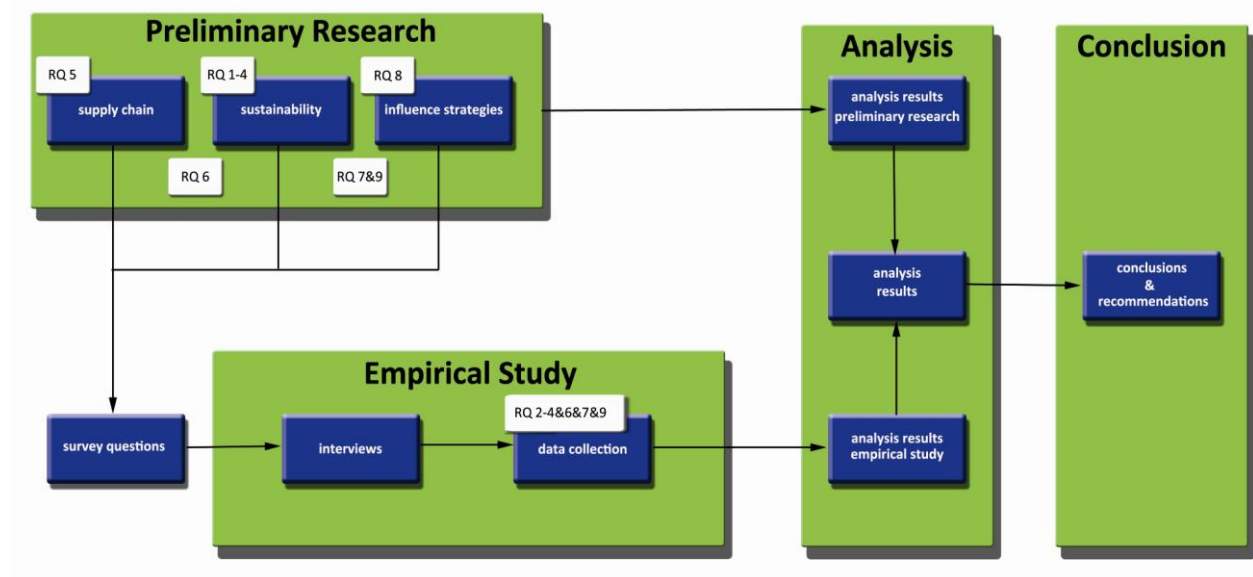 Preliminary Research
RQ 5
supply chain
RQ 1-4
sustainability
RQ 8
influence strategies
RQ 6
RQ 7&9
Empirical Study
survey questions
interviews
RQ 2-4&6&7&9
data collection
Analysis
analysis results
preliminary research
analysis
results
analysis results
empirical study
Conclusion
conclusions
&
recommendations